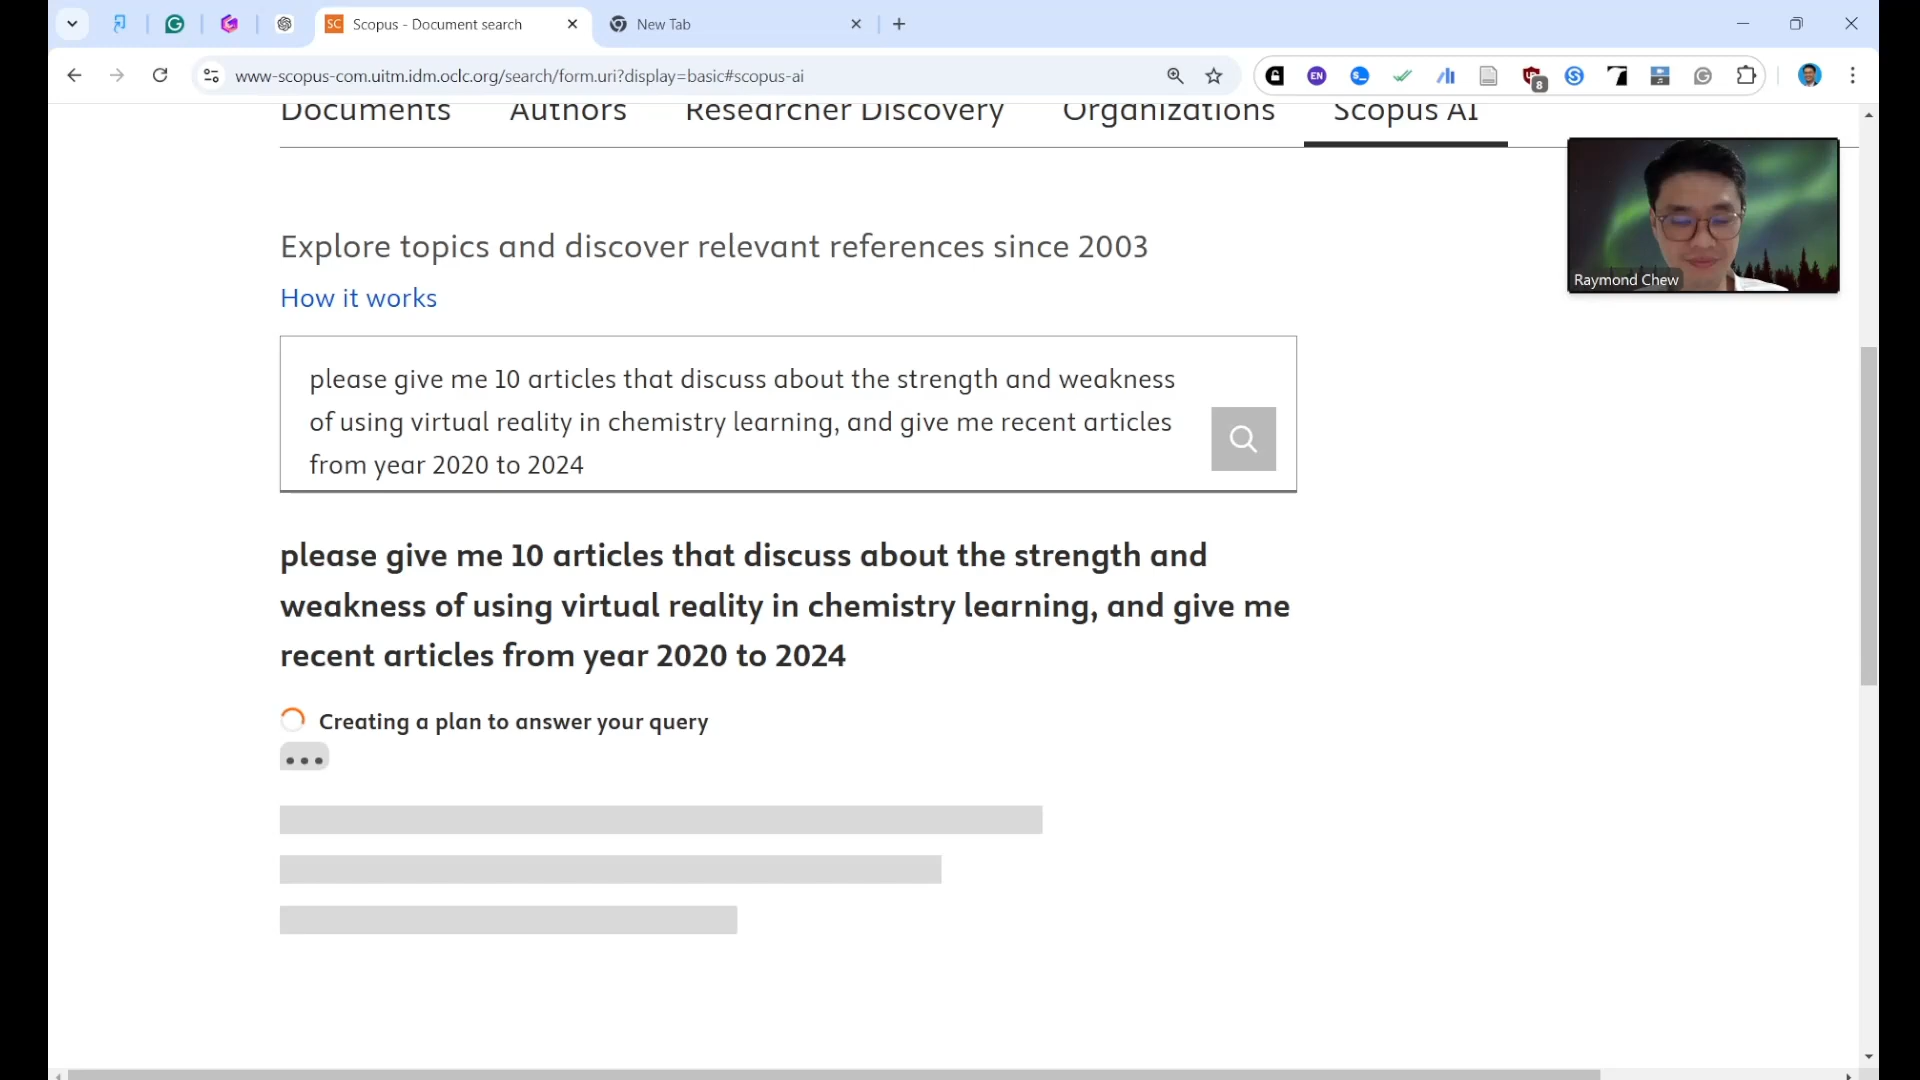 SC Scopus - Document search
New Tab
www-scopus-com.uitm.idm.oclc.org/search/form.uri?display=basic#scopus-ai
EN
8
Documents Authors Researcher Discovery Organizations Scopus AI
Explore topics and discover relevant references since 2003
How it works
Raymond Chew
please give me 10 articles that discuss about the strength and weakness
of using virtual reality in chemistry learning, and give me recent articles
from year 2020 to 2024
please give me 10 articles that discuss about the strength and
weakness of using virtual reality in chemistry learning, and give me
recent articles from year 2020 to 2024
Creating a plan to answer your query